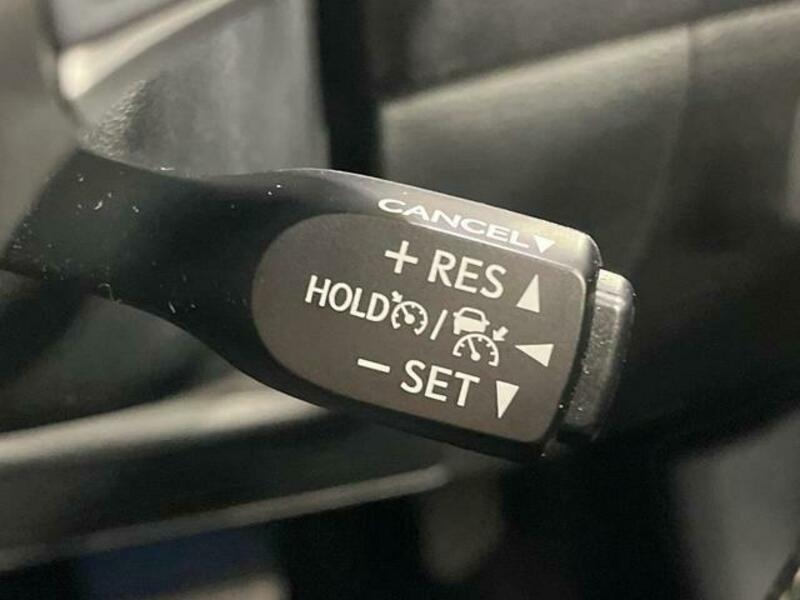 CANCEL▼
+ RES ▲
HOLD / ◀
− SET ▼